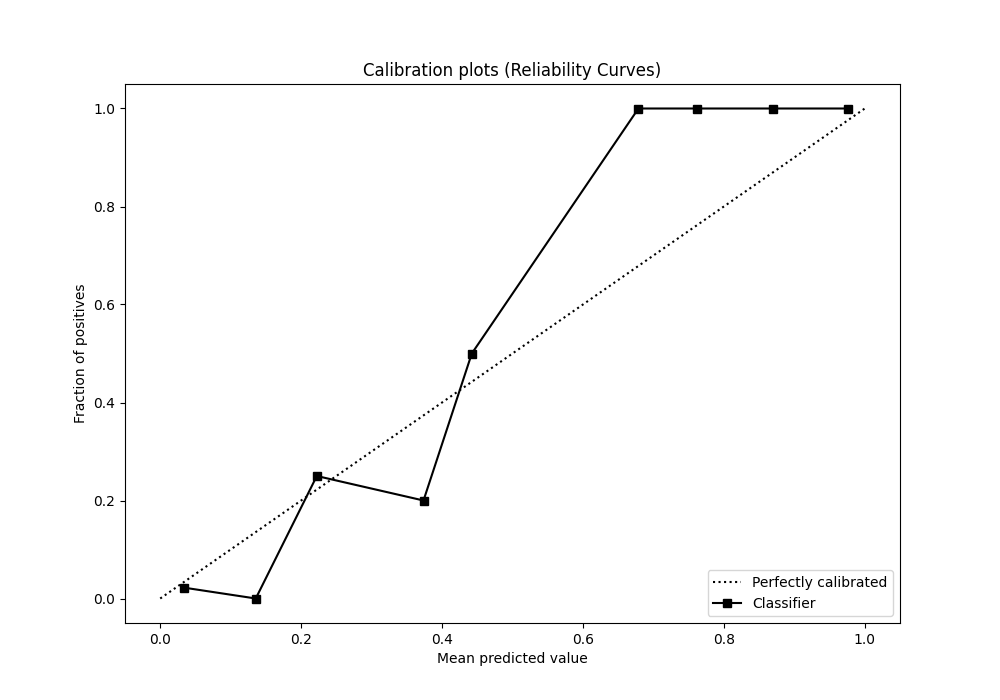 Calibration plots (Reliability Curves)
1.0
0.8
0.6
0.4
0.2
0.0
Fraction of positives
Perfectly calibrated
Classifier
0.0 0.2 0.4 0.6 0.8 1.0
Mean predicted value